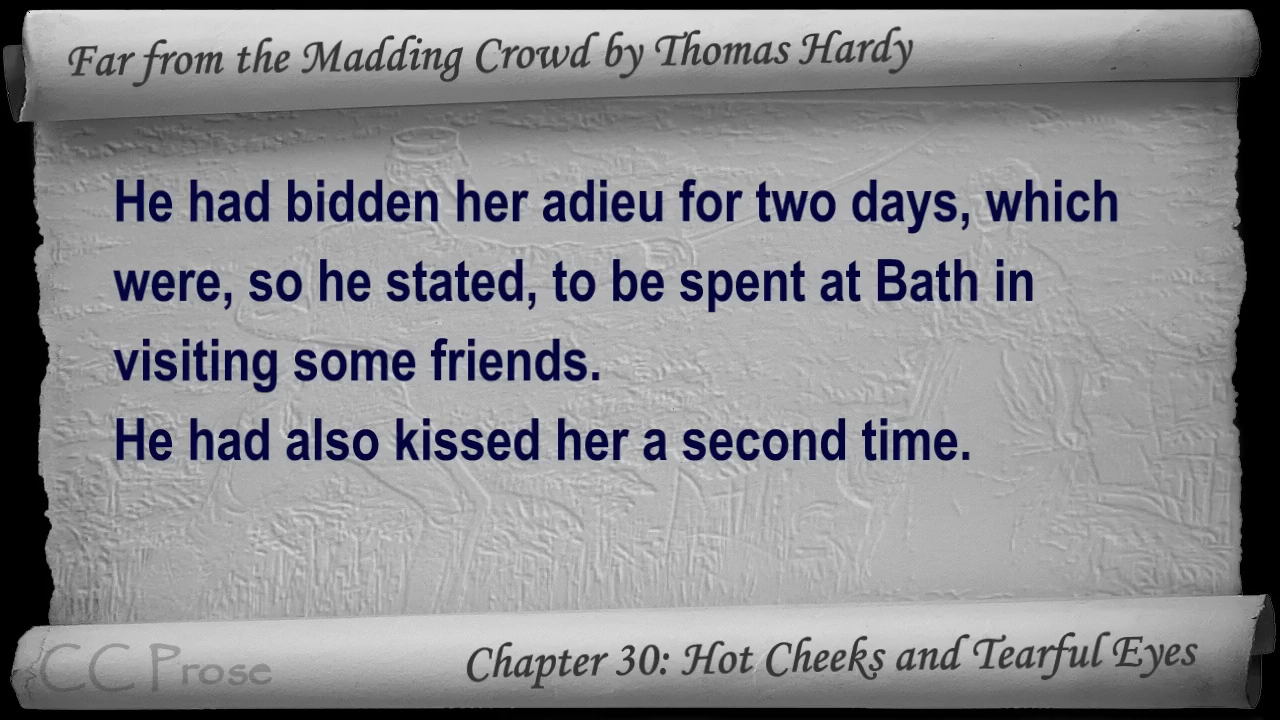 Far from the Madding Crowd by Thomas Hardy
He had bidden her adieu for two days, which
were, so he stated, to be spent at Bath in
visiting some friends.
He had also kissed her a second time.
CC Prose
Chapter 30: Hot Cheeks and Tearful Eyes